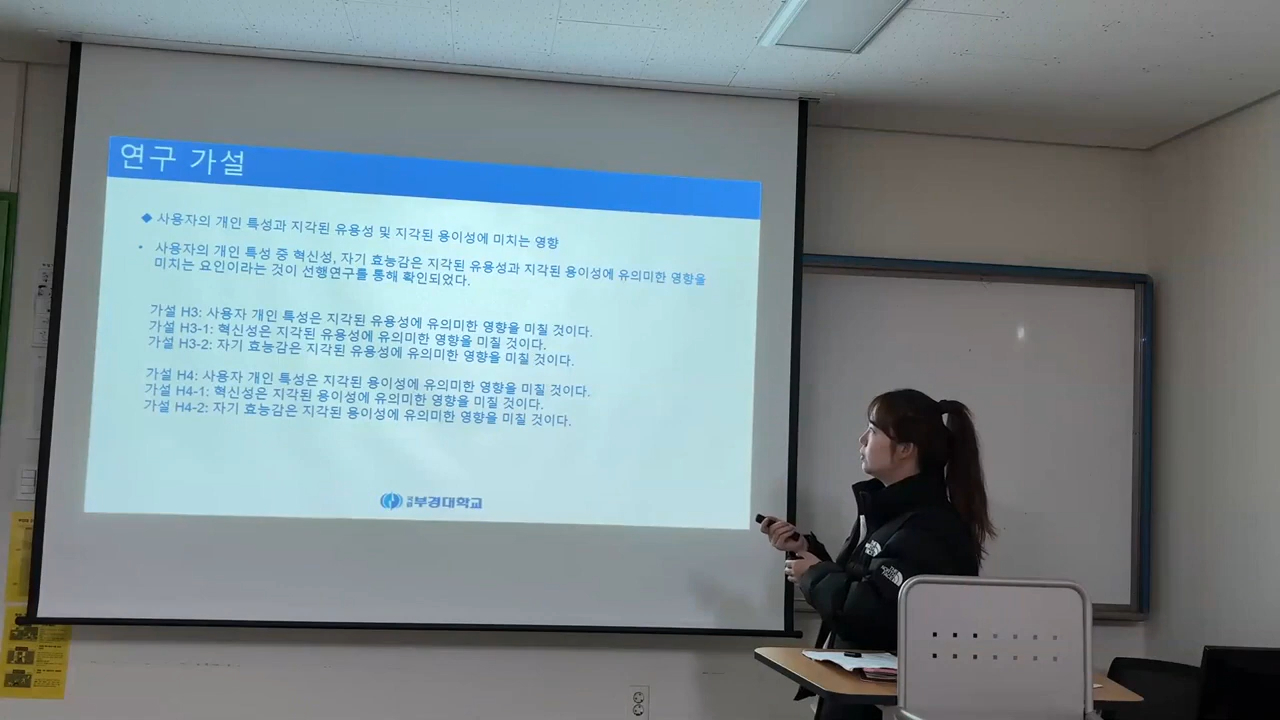 연구 가설
◆ 사용자의 개인 특성과 지각된 유용성 및 지각된 용이성에 미치는 영향
• 사용자의 개인 특성 중 혁신성, 자기 효능감은 지각된 유용성과 지각된 용이성에 유의미한 영향을
미치는 요인이라는 것이 선행연구를 통해 확인되었다.
가설 H3: 사용자 개인 특성은 지각된 유용성에 유의미한 영향을 미칠 것이다.
가설 H3-1: 혁신성은 지각된 유용성에 유의미한 영향을 미칠 것이다.
가설 H3-2: 자기 효능감은 지각된 유용성에 유의미한 영향을 미칠 것이다.
가설 H4: 사용자 개인 특성은 지각된 용이성에 유의미한 영향을 미칠 것이다.
가설 H4-1: 혁신성은 지각된 용이성에 유의미한 영향을 미칠 것이다.
가설 H4-2: 자기 효능감은 지각된 용이성에 유의미한 영향을 미칠 것이다.
부경대학교